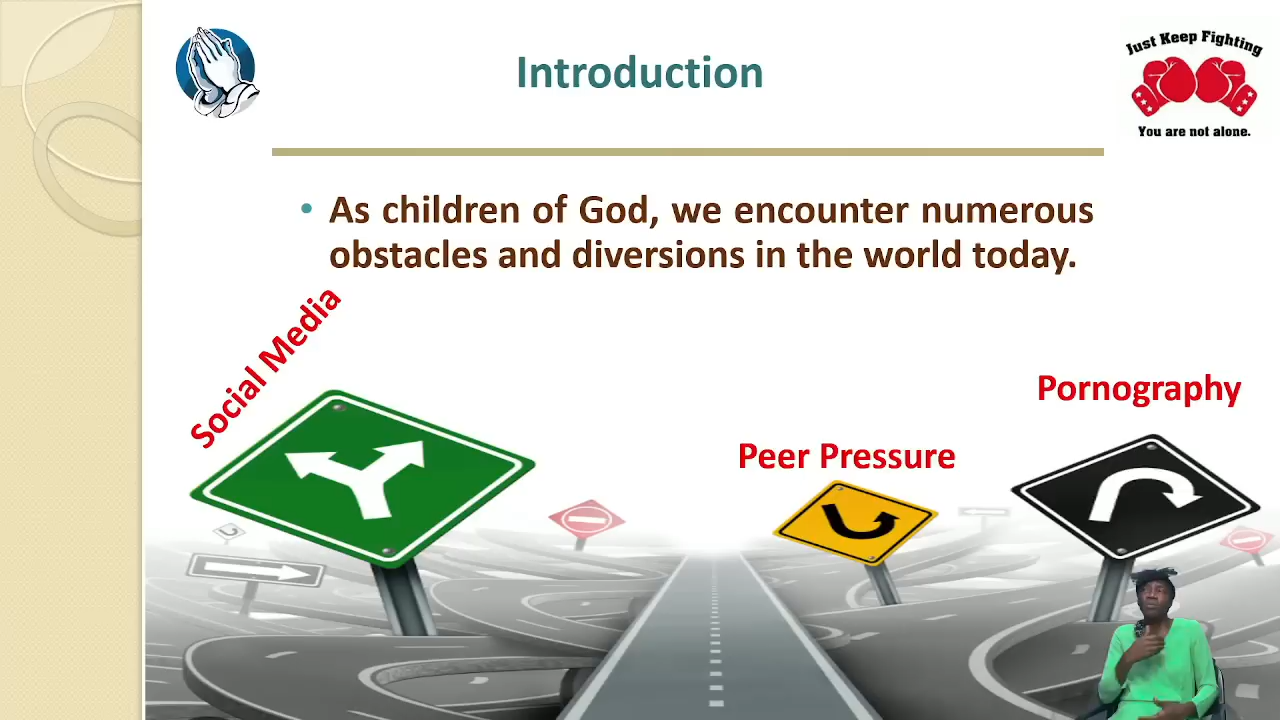 Introduction
Just Keep Fighting
You are not alone.
• As children of God, we encounter numerous
obstacles and diversions in the world today.
Social Media
Pornography
Peer Pressure